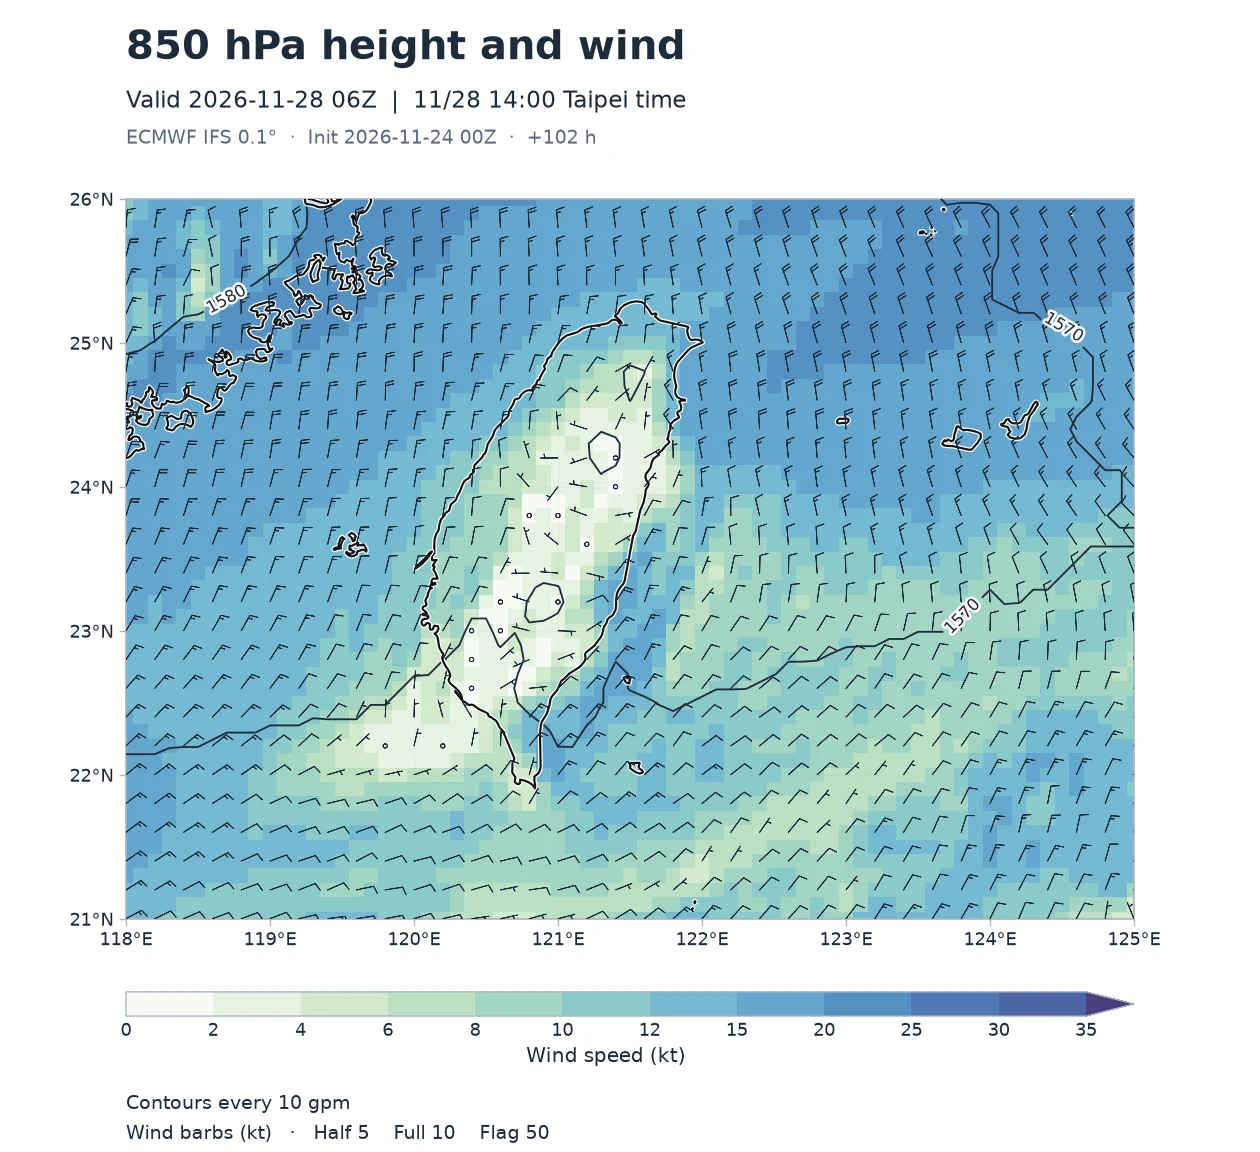 850 hPa height and wind
Valid 2026-11-28 06Z | 11/28 14:00 Taipei time
ECMWF IFS 0.1° · Init 2026-11-24 00Z · +102 h
26°N
1580
1570
25°N
24°N
1570
23°N
22°N
21°N
118°E 119°E 120°E 121°E 122°E 123°E 124°E 125°E
0 2 4 6 8 10 12 15 20 25 30 35
Wind speed (kt)
Contours every 10 gpm
Wind barbs (kt) · Half 5 Full 10 Flag 50